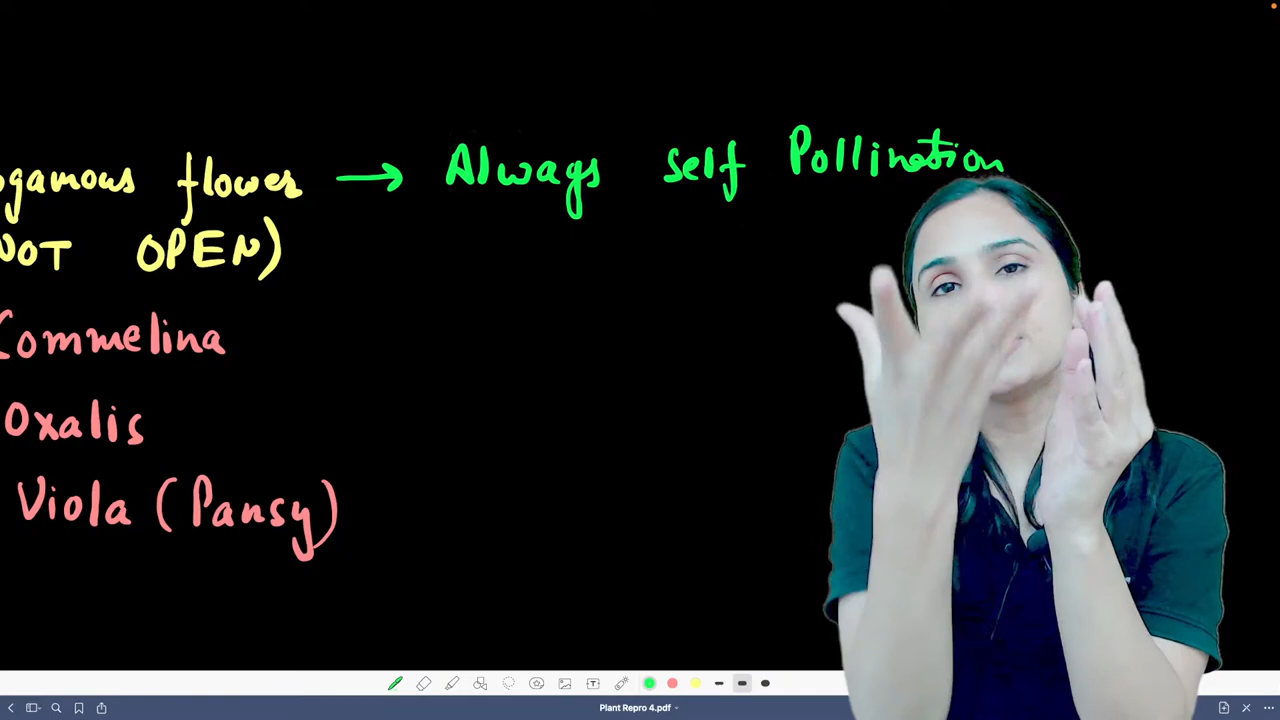 ogamous flower → Always self Pollination
NOT OPEN)
Commelina
Oxalis
Viola (Pansy)
Plant Repro 4.pdf